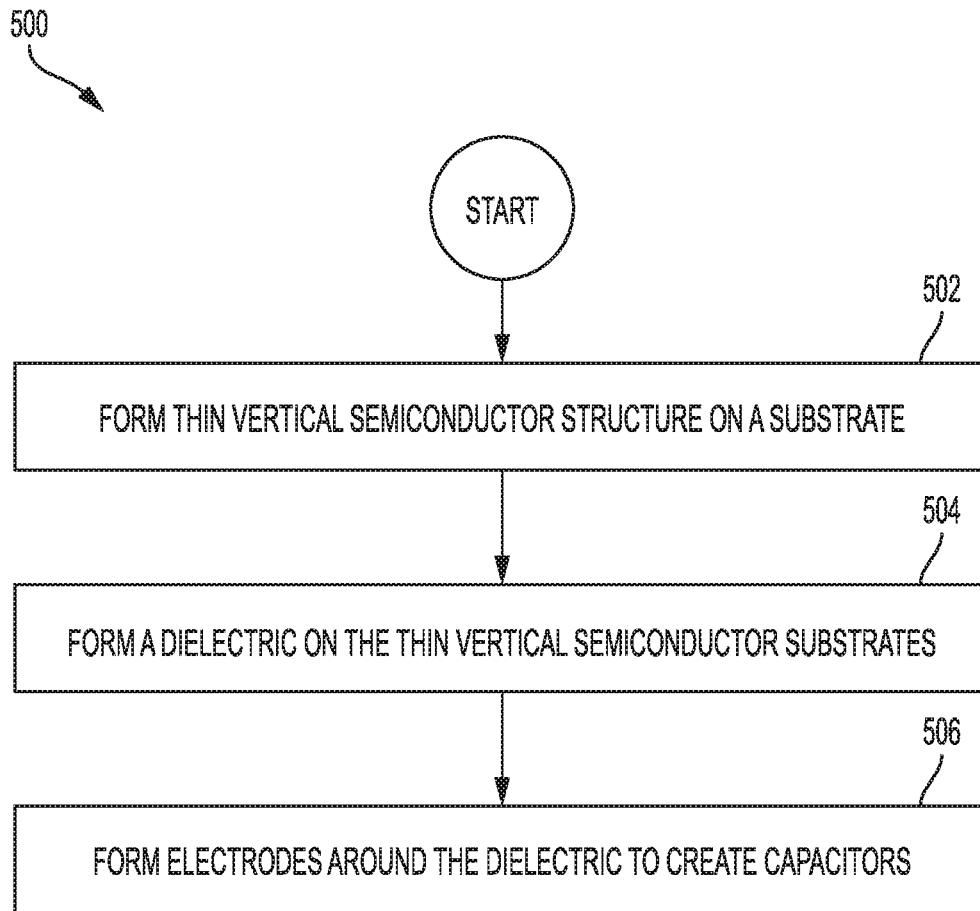 500
START
502
FORM THIN VERTICAL SEMICONDUCTOR STRUCTURE ON A SUBSTRATE
504
FORM A DIELECTRIC ON THE THIN VERTICAL SEMICONDUCTOR SUBSTRATES
506
FORM ELECTRODES AROUND THE DIELECTRIC TO CREATE CAPACITORS